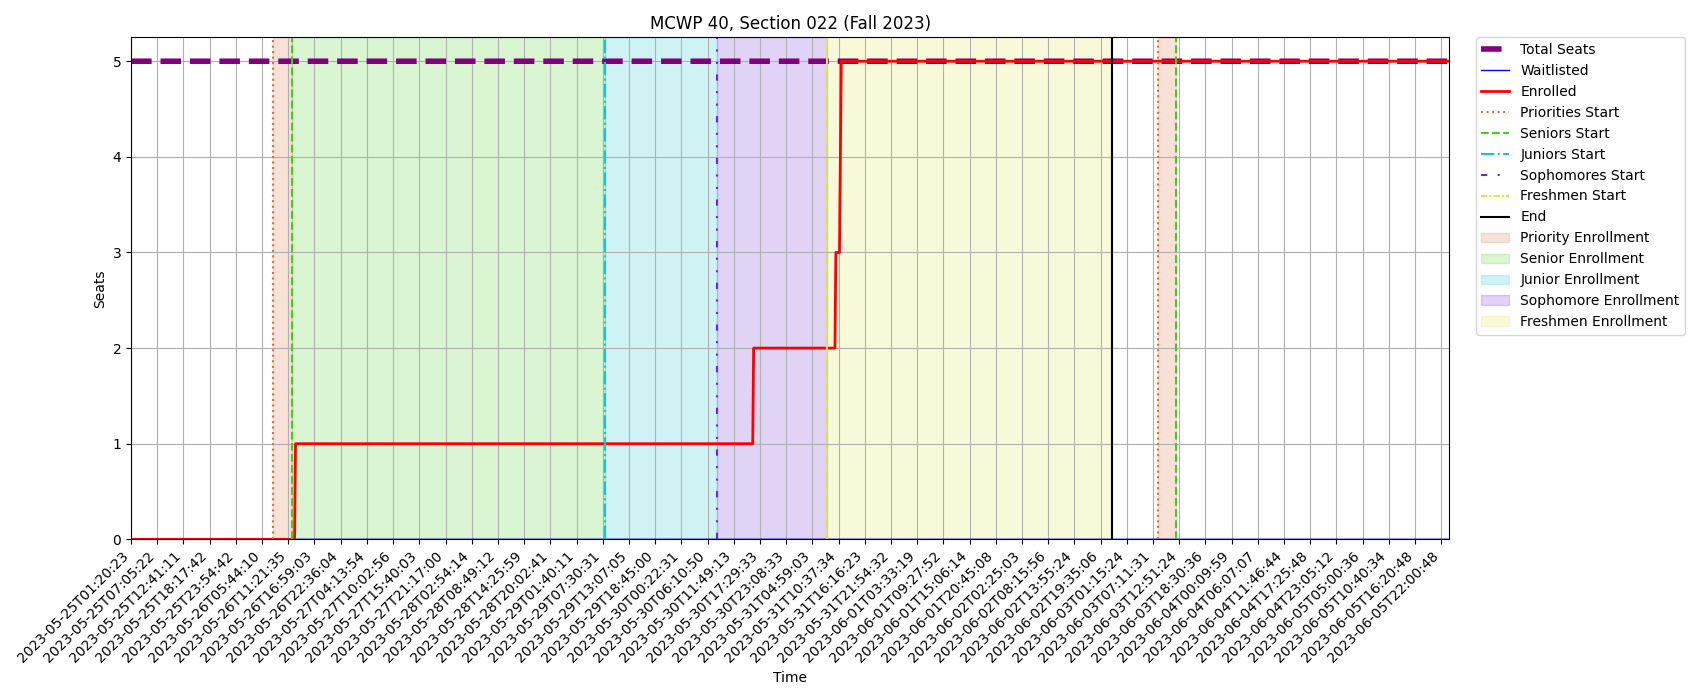 MCWP 40, Section 022 (Fall 2023)
Seats
5
4
3
2
1
0
2023-05-25T01:20:23
2023-05-25T07:05:22
2023-05-25T12:41:11
2023-05-25T18:17:42
2023-05-25T23:54:42
2023-05-26T05:44:10
2023-05-26T11:21:35
2023-05-26T16:59:03
2023-05-26T22:36:04
2023-05-27T04:13:54
2023-05-27T10:02:56
2023-05-27T15:40:03
2023-05-27T21:17:00
2023-05-28T02:54:14
2023-05-28T08:49:12
2023-05-28T14:25:59
2023-05-28T20:02:41
2023-05-29T01:40:11
2023-05-29T07:30:31
2023-05-29T13:07:05
2023-05-29T18:45:00
2023-05-30T00:22:31
2023-05-30T06:10:50
2023-05-30T11:49:13
2023-05-30T17:29:33
2023-05-30T23:08:33
2023-05-31T04:59:03
2023-05-31T10:37:34
2023-05-31T16:16:23
2023-05-31T21:54:32
2023-06-01T03:33:19
2023-06-01T09:27:52
2023-06-01T15:06:14
2023-06-01T20:45:08
2023-06-02T02:25:03
2023-06-02T08:15:56
2023-06-02T13:55:24
2023-06-02T19:35:06
2023-06-03T01:15:24
2023-06-03T07:11:31
2023-06-03T12:51:24
2023-06-03T18:30:36
2023-06-04T00:09:59
2023-06-04T06:07:07
2023-06-04T11:46:44
2023-06-04T17:25:48
2023-06-04T23:05:12
2023-06-05T05:00:36
2023-06-05T10:40:34
2023-06-05T16:20:48
2023-06-05T22:00:48
Time
Total Seats
Waitlisted
Enrolled
Priorities Start
Seniors Start
Juniors Start
Sophomores Start
Freshmen Start
End
Priority Enrollment
Senior Enrollment
Junior Enrollment
Sophomore Enrollment
Freshmen Enrollment